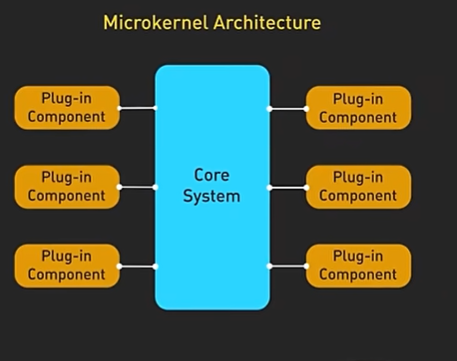 Microkernel Architecture
Plug-in
Component
Plug-in
Component
Plug-in
Component
Core
System
Plug-in
Component
Plug-in
Component
Plug-in
Component